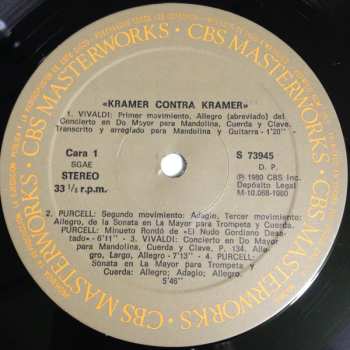 CBS MASTERWORKS · CBS MASTERWORKS ·
«KRAMER CONTRA KRAMER»
1. VIVALDI: Primer movimiento, Allegro (abreviado) del
Concierto en Do Mayor para Mandolina, Cuerda y Clave.
Transcrito y arreglado para Mandolina y Guitarra - 1'20" -
Cara 1
SGAE
STEREO
33 ⅓ r.p.m.
S 73945
D. P.
Ⓟ 1980 CBS Inc.
Depósito Legal
M-10.068-1980
2. PURCELL: Segundo movimiento: Adagio, Tercer movimiento:
Allegro, de la Sonata en La Mayor para Trompeta y Cuerda.
PURCELL: Minueto Rondó de «El Nudo Gordiano Desa-
tado» - 6'11" - 3. VIVALDI: Concierto en Do Mayor
para Mandolina, Cuerda y Clave, P. 134. Alle-
gro, Largo, Allegro - 7'13" - 4. PURCELL:
Sonata en La Mayor para Trompeta y
Cuerda: Allegro; Adagio; Allegro.
5'46"